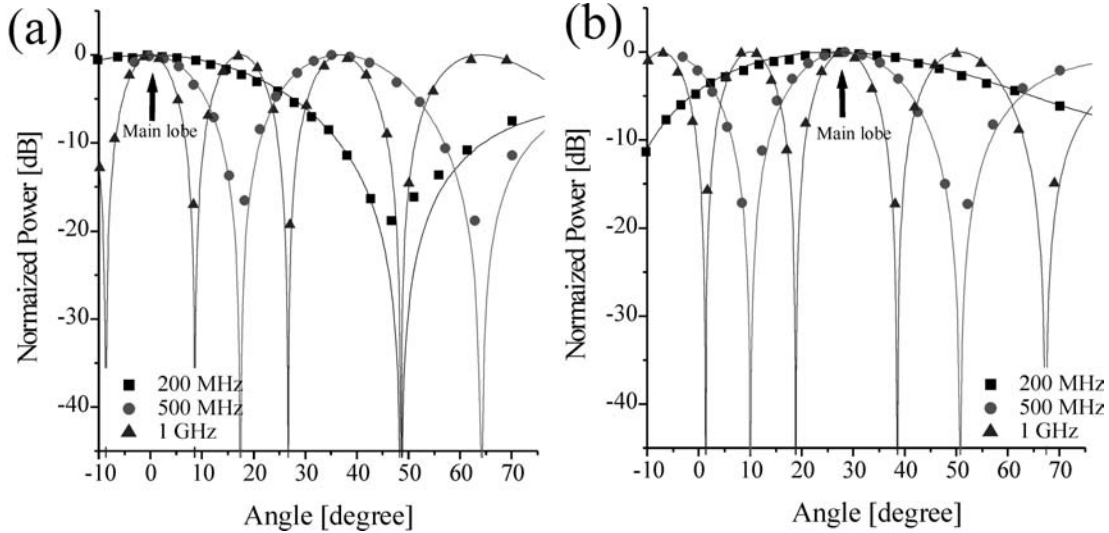 (a)
0
-10
-20
-30
-40
Normaized Power [dB]
Main lobe
200 MHz
500 MHz
1 GHz
-10 0 10 20 30 40 50 60 70
Angle [degree]
(b)
0
-10
-20
-30
-40
Normaized Power [dB]
Main lobe
200 MHz
500 MHz
1 GHz
-10 0 10 20 30 40 50 60 70
Angle [degree]